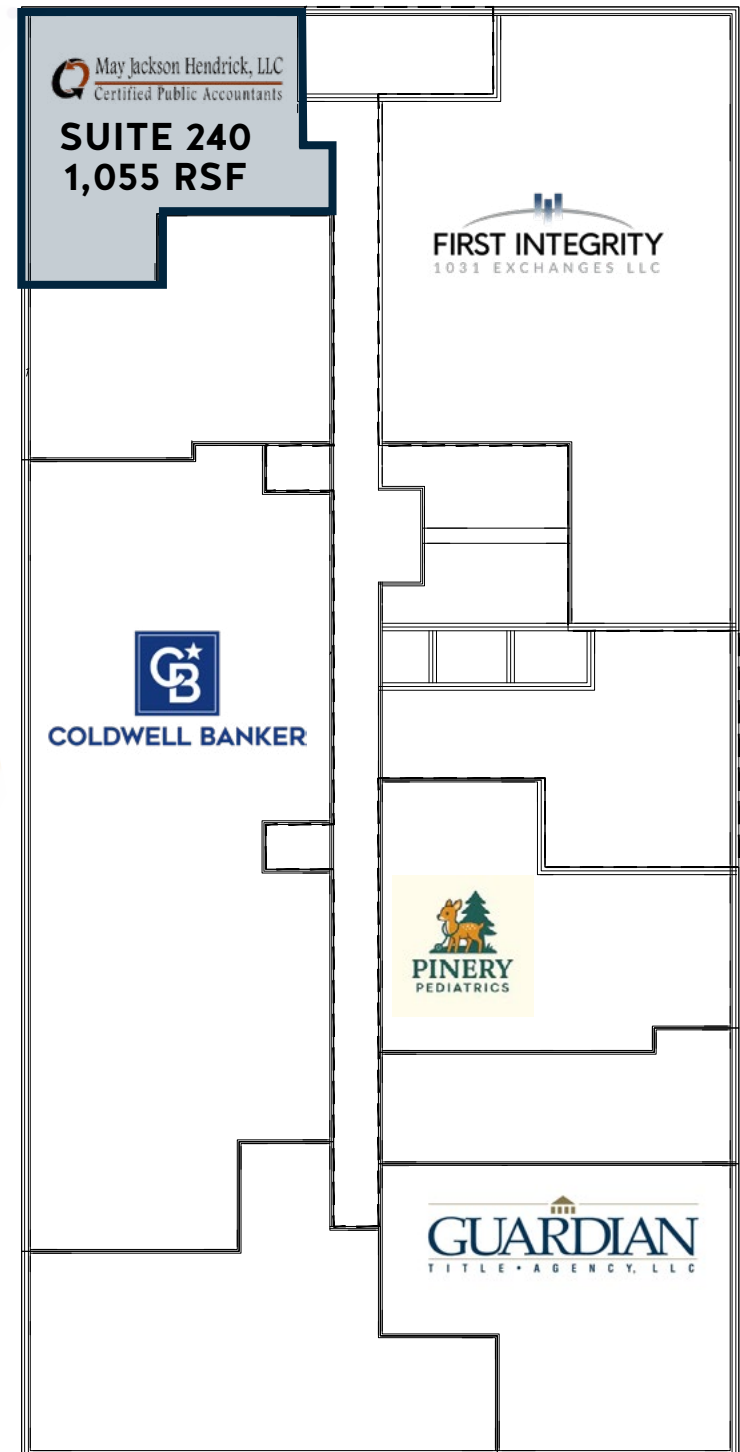 May Jackson Hendrick, LLC
Certified Public Accountants
SUITE 240
1,055 RSF
FIRST INTEGRITY
1031 EXCHANGES LLC
CB
COLDWELL BANKER
PINERY
PEDIATRICS
GUARDIAN
TITLE • AGENCY, LLC